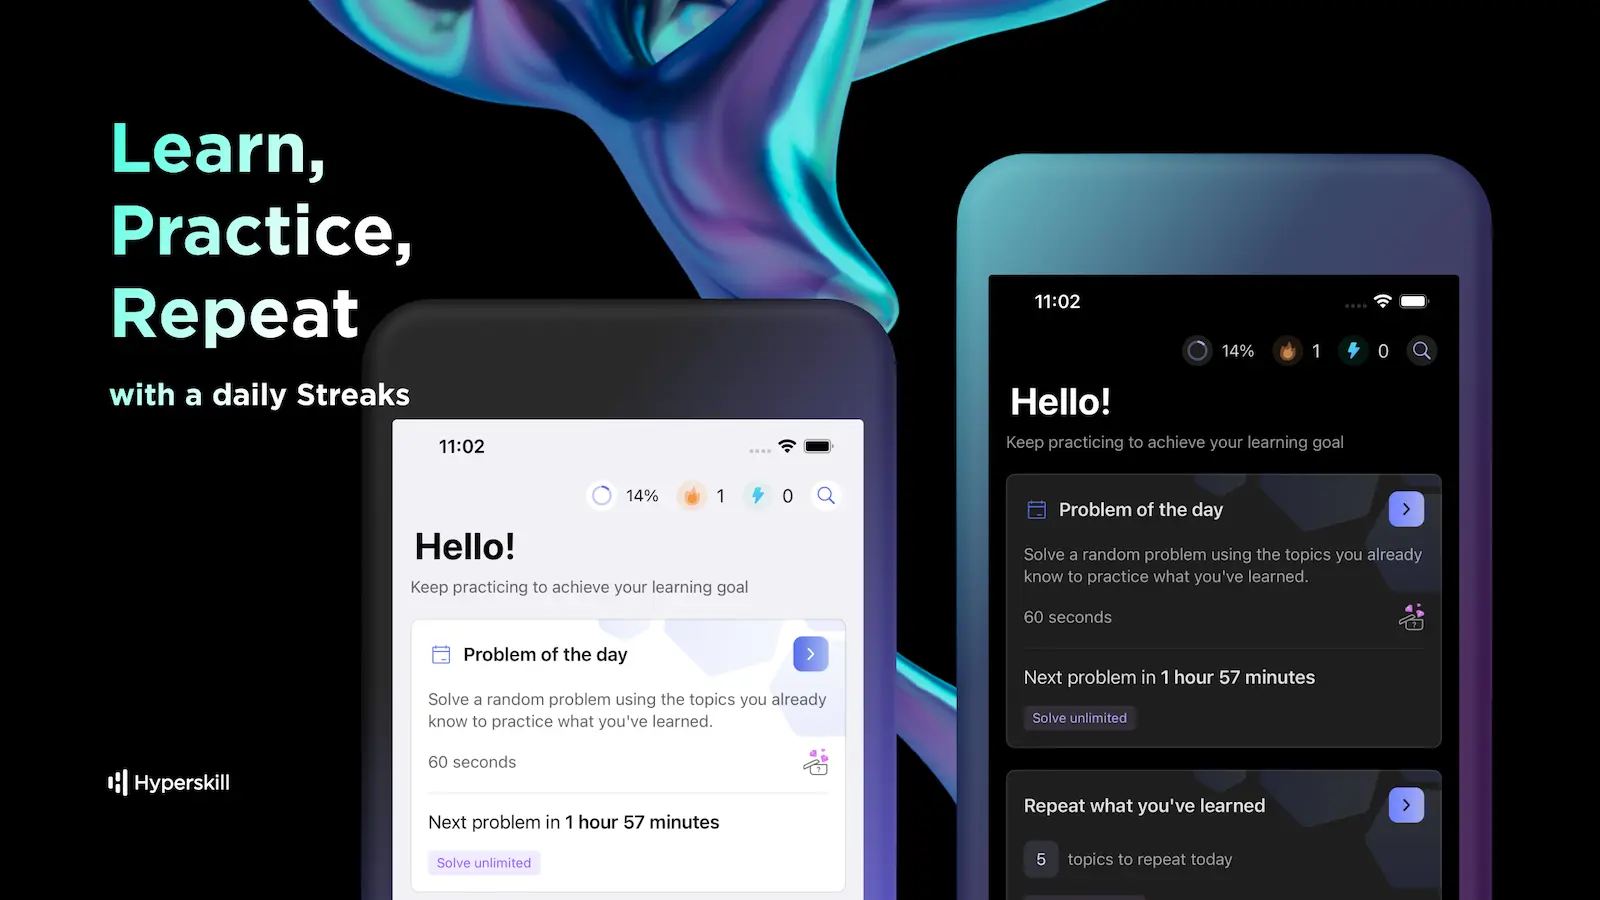 Learn,
Practice,
Repeat
with a daily Streaks
Hyperskill
11:02
14% 1 0
Hello!
Keep practicing to achieve your learning goal
Problem of the day
Solve a random problem using the topics you already
know to practice what you've learned.
60 seconds
Next problem in 1 hour 57 minutes
Solve unlimited
11:02
14% 1 0
Hello!
Keep practicing to achieve your learning goal
Problem of the day
Solve a random problem using the topics you already
know to practice what you've learned.
60 seconds
Next problem in 1 hour 57 minutes
Solve unlimited
Repeat what you've learned
5 topics to repeat today